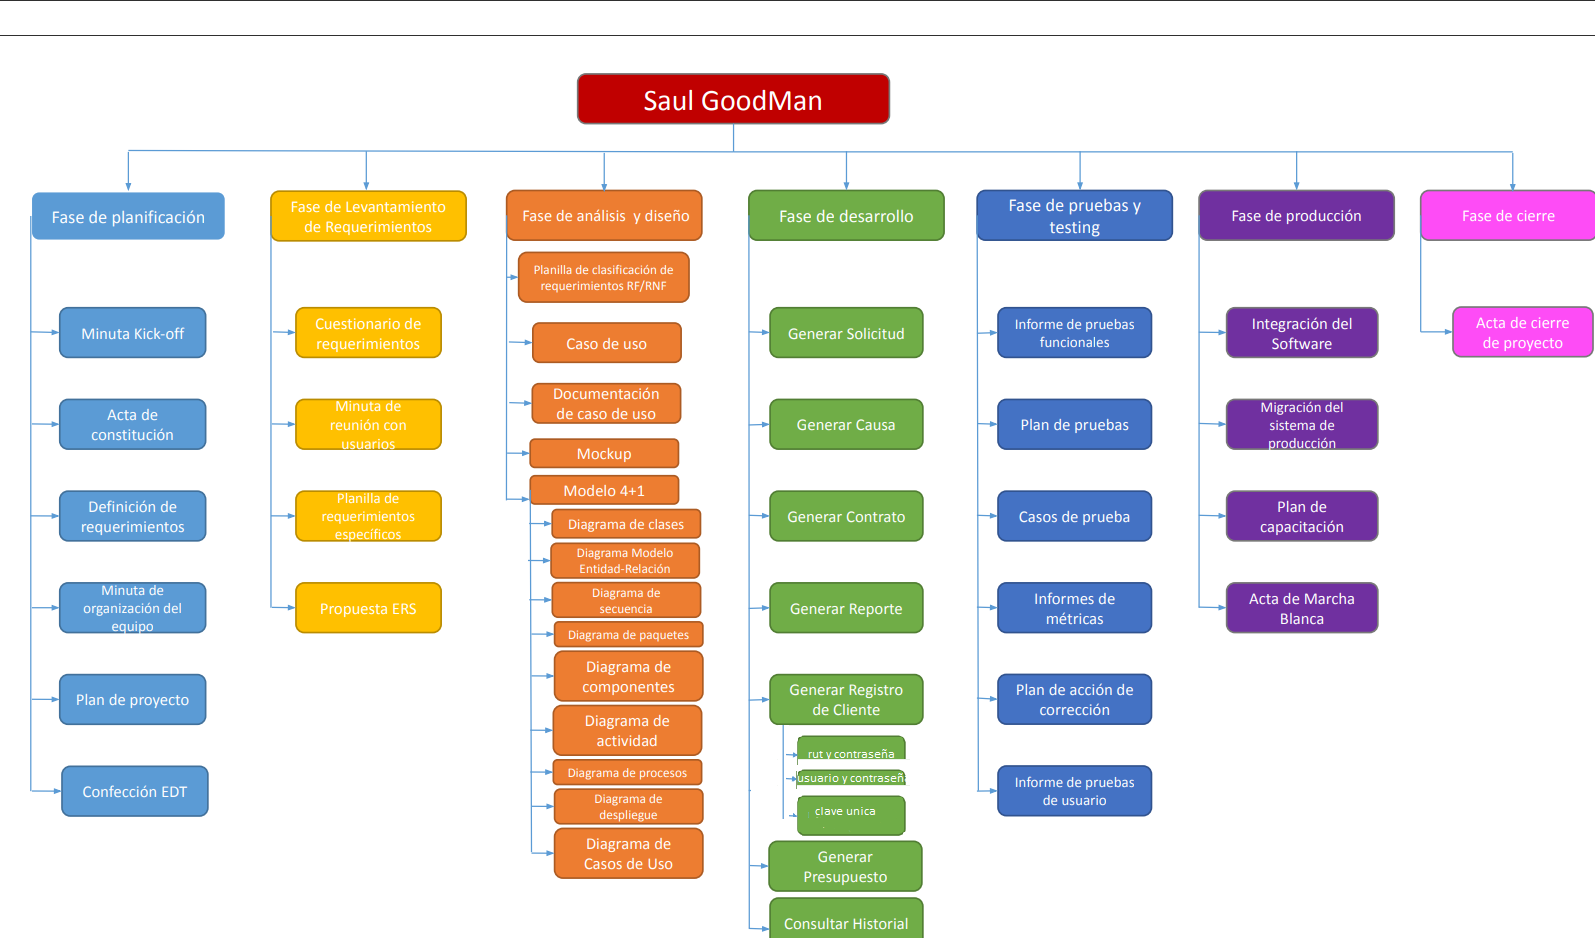 Saul GoodMan
Fase de planificación
Minuta Kick-off
Acta de
constitución
Definición de
requerimientos
Minuta de
organización del
equipo
Plan de proyecto
Confección EDT
Fase de Levantamiento
de Requerimientos
Cuestionario de
requerimientos
Minuta de
reunión con
usuarios
Planilla de
requerimientos
específicos
Propuesta ERS
Fase de análisis y diseño
Planilla de clasificación de
requerimientos RF/RNF
Caso de uso
Documentación
de caso de uso
Mockup
Modelo 4+1
Diagrama de clases
Diagrama Modelo
Entidad-Relación
Diagrama de
secuencia
Diagrama de paquetes
Diagrama de
componentes
Diagrama de
actividad
Diagrama de procesos
Diagrama de
despliegue
Diagrama de
Casos de Uso
Fase de desarrollo
Generar Solicitud
Generar Causa
Generar Contrato
Generar Reporte
Generar Registro
de Cliente
rut y contraseña
usuario y contraseña
clave unica
Generar
Presupuesto
Consultar Historial
Fase de pruebas y
testing
Informe de pruebas
funcionales
Plan de pruebas
Casos de prueba
Informes de
métricas
Plan de acción de
corrección
Informe de pruebas
de usuario
Fase de producción
Integración del
Software
Migración del
sistema de
producción
Plan de
capacitación
Acta de Marcha
Blanca
Fase de cierre
Acta de cierre
de proyecto